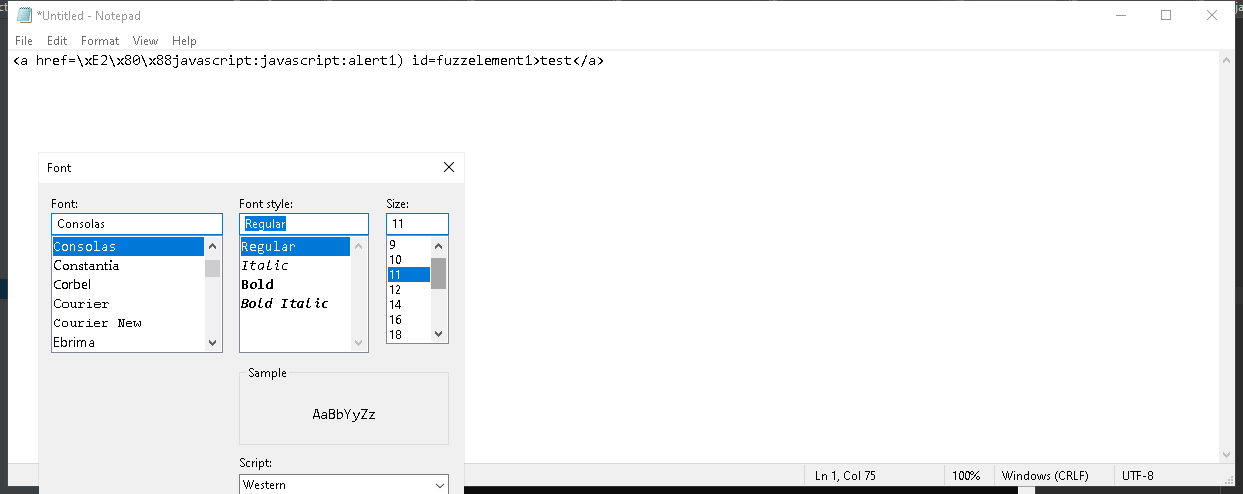 *Untitled - Notepad
File Edit Format View Help
<a href=\xE2\x80\x88javascript:javascript:alert1) id=fuzzelement1>test</a>
Font
Font: Font style: Size:
Consolas Regular 11
Consolas Regular 9
Constantia Italic 10
Corbel Bold 11
Courier Bold Italic 12
Courier New 14
Ebrima 16
18
Sample
AaBbYyZz
Script:
Western
Ln 1, Col 75 100% Windows (CRLF) UTF-8